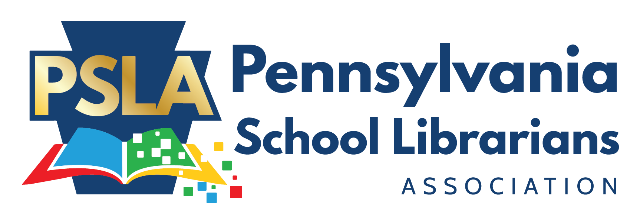 PSLA
Pennsylvania
School Librarians
ASSOCIATION